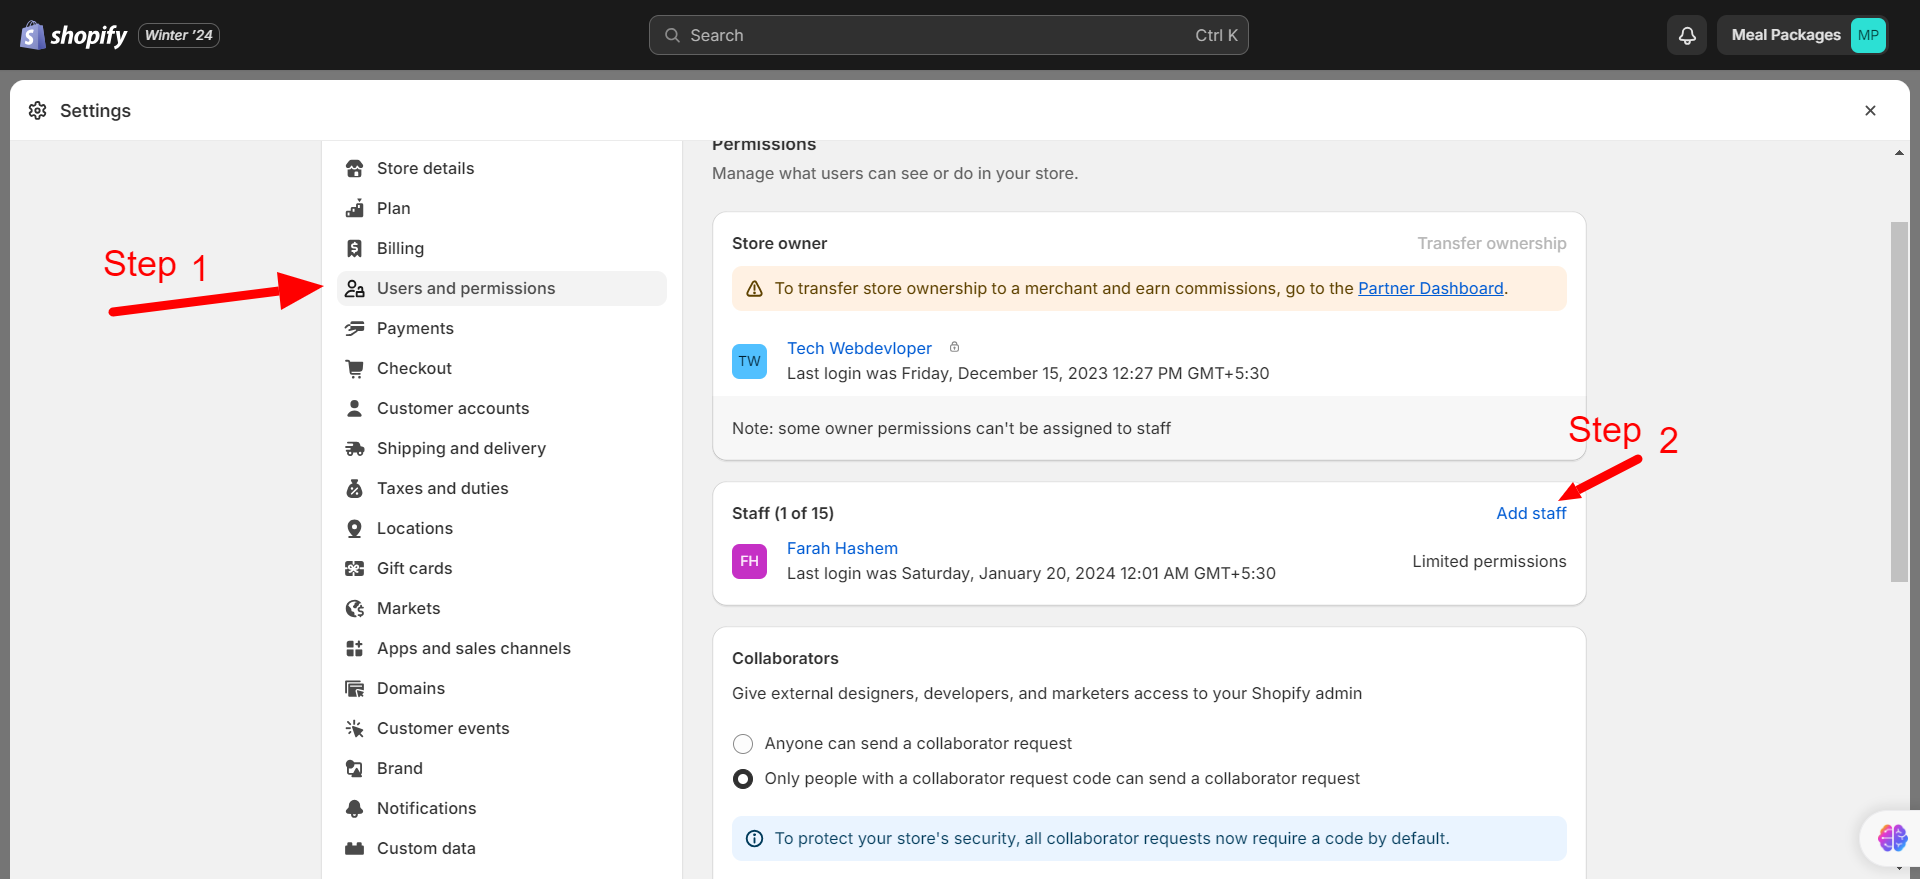 shopify Winter '24
Search Ctrl K
Meal Packages MP
Settings
Step 1
Store details
Plan
Billing
Users and permissions
Payments
Checkout
Customer accounts
Shipping and delivery
Taxes and duties
Locations
Gift cards
Markets
Apps and sales channels
Domains
Customer events
Brand
Notifications
Custom data
Permissions
Manage what users can see or do in your store.
Store owner Transfer ownership
To transfer store ownership to a merchant and earn commissions, go to the Partner Dashboard.
TW Tech Webdevloper
Last login was Friday, December 15, 2023 12:27 PM GMT+5:30
Note: some owner permissions can't be assigned to staff
Step 2
Staff (1 of 15) Add staff
FH Farah Hashem
Last login was Saturday, January 20, 2024 12:01 AM GMT+5:30
Limited permissions
Collaborators
Give external designers, developers, and marketers access to your Shopify admin
Anyone can send a collaborator request
Only people with a collaborator request code can send a collaborator request
To protect your store's security, all collaborator requests now require a code by default.